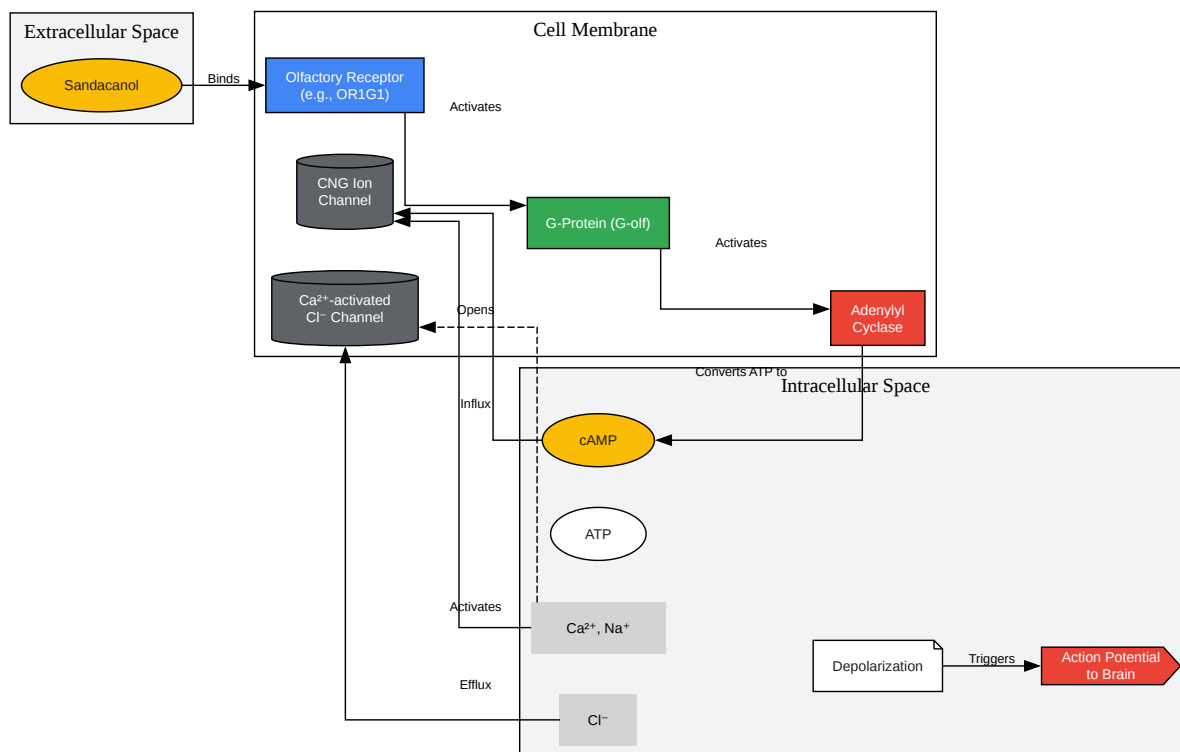 Extracellular Space
Cell Membrane
Sandacanol
Binds
Olfactory Receptor
(e.g., OR1G1)
Activates
CNG Ion
Channel
G-Protein (G-olf)
Activates
Ca²⁺-activated
Cl⁻ Channel
Opens
Adenylyl
Cyclase
Converts ATP to
Intracellular Space
Influx
cAMP
ATP
Activates
Ca²⁺, Na⁺
Depolarization
Triggers
Action Potential
to Brain
Efflux
Cl⁻